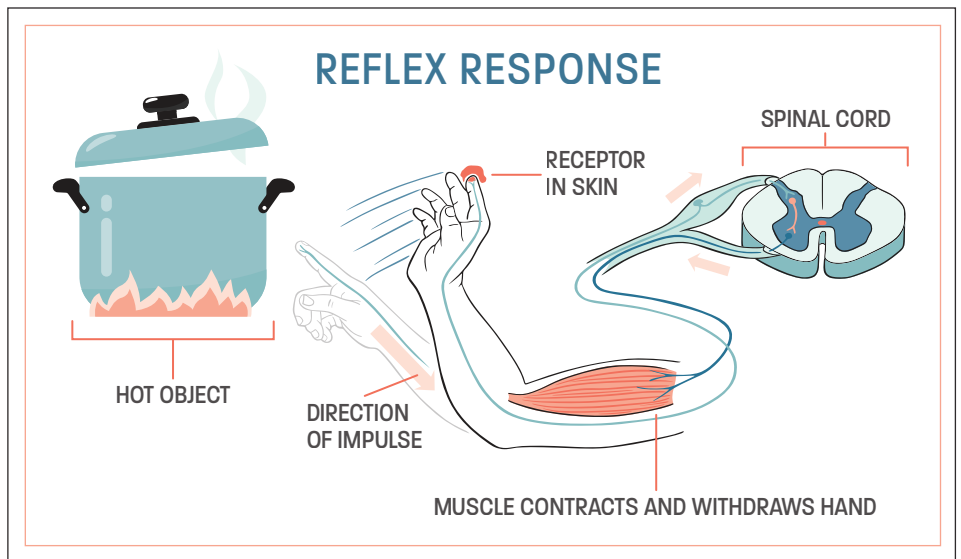 REFLEX RESPONSE
SPINAL CORD
RECEPTOR
IN SKIN
HOT OBJECT
DIRECTION
OF IMPULSE
MUSCLE CONTRACTS AND WITHDRAWS HAND